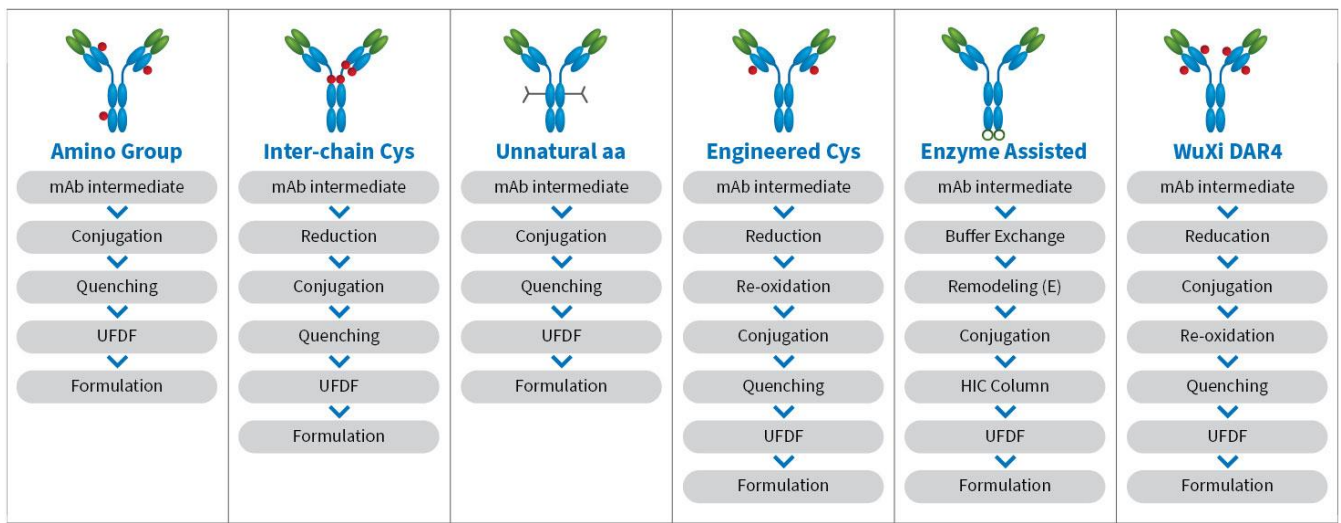 Amino Group
mAb intermediate
Conjugation
Quenching
UFDF
Formulation
Inter-chain Cys
mAb intermediate
Reduction
Conjugation
Quenching
UFDF
Formulation
Unnatural aa
mAb intermediate
Conjugation
Quenching
UFDF
Formulation
Engineered Cys
mAb intermediate
Reduction
Re-oxidation
Conjugation
Quenching
UFDF
Formulation
Enzyme Assisted
mAb intermediate
Buffer Exchange
Remodeling (E)
Conjugation
HIC Column
UFDF
Formulation
WuXi DAR4
mAb intermediate
Reducation
Conjugation
Re-oxidation
Quenching
UFDF
Formulation